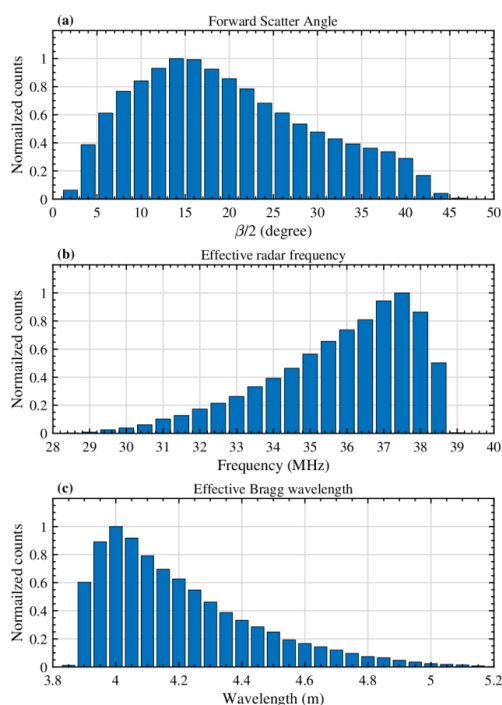 (a) Forward Scatter Angle
1
0.8
0.6
0.4
0.2
0
Normailzed counts
0 5 10 15 20 25 30 35 40 45 50
β/2 (degree)
(b) Effective radar frequency
1
0.8
0.6
0.4
0.2
0
Normailzed counts
28 29 30 31 32 33 34 35 36 37 38 39 40
Frequency (MHz)
(c) Effective Bragg wavelength
1
0.8
0.6
0.4
0.2
0
Normailzed counts
3.8 4 4.2 4.4 4.6 4.8 5 5.2
Wavelength (m)